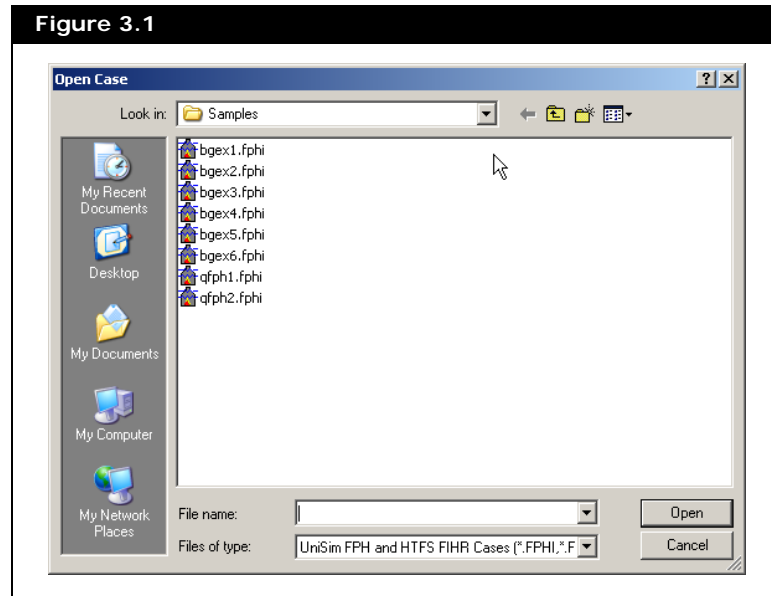 Figure 3.1
Open Case
Look in: Samples
My Recent
Documents
Desktop
My Documents
My Computer
My Network
Places
bgex1.fphi
bgex2.fphi
bgex3.fphi
bgex4.fphi
bgex5.fphi
bgex6.fphi
qfph1.fphi
qfph2.fphi
File name:
Open
Files of type: UniSim FPH and HTFS FIHR Cases (*.FPHI,*.F
Cancel